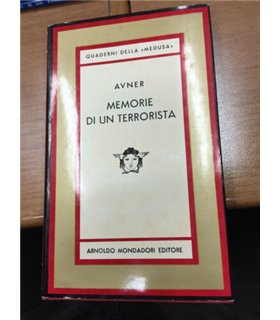 QUADERNI DELLA «MEDUSA»
AVNER
MEMORIE
DI UN TERRORISTA
ARNOLDO MONDADORI EDITORE